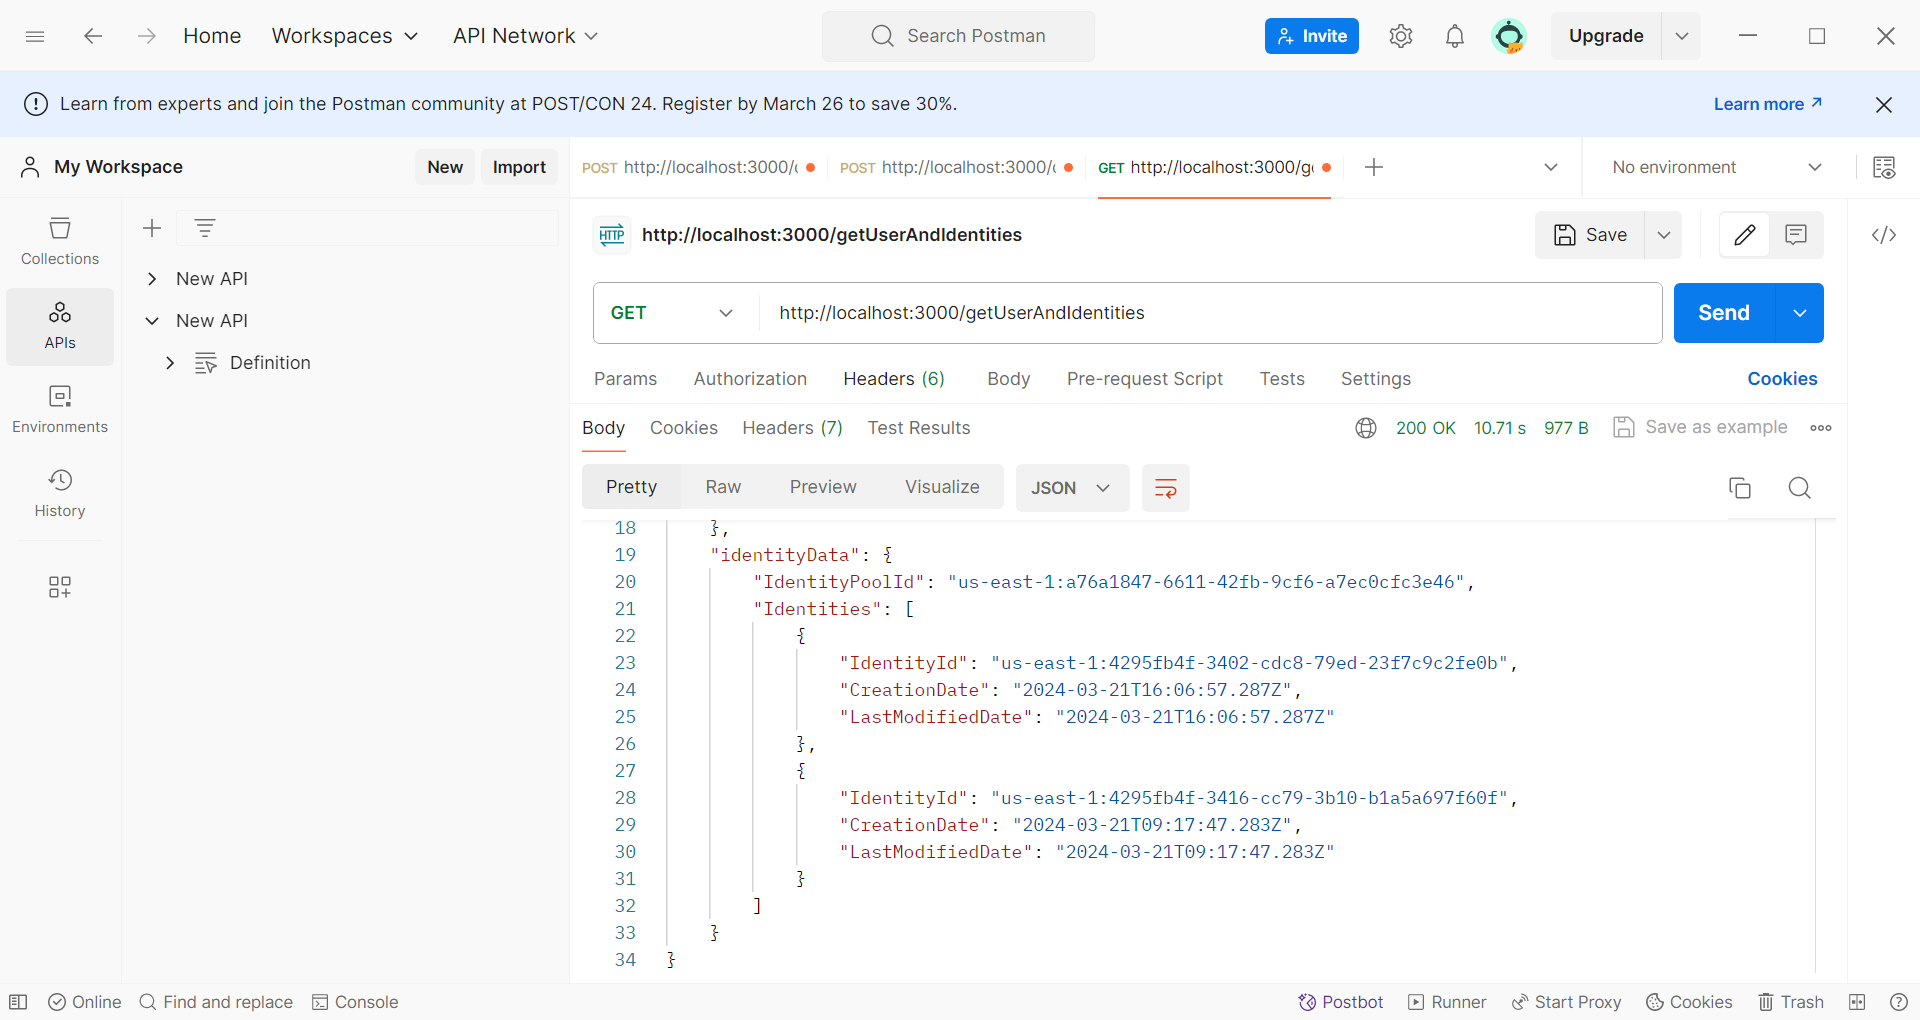 Home Workspaces API Network Search Postman Invite Upgrade
Learn from experts and join the Postman community at POST/CON 24. Register by March 26 to save 30%. Learn more
My Workspace New Import
POST http://localhost:3000/ POST http://localhost:3000/ GET http://localhost:3000/ge No environment
Collections
APIs
Environments
History
New API
New API
Definition
HTTP http://localhost:3000/getUserAndIdentities Save
GET http://localhost:3000/getUserAndIdentities Send
Params Authorization Headers (6) Body Pre-request Script Tests Settings Cookies
Body Cookies Headers (7) Test Results 200 OK 10.71 s 977 B Save as example
Pretty Raw Preview Visualize JSON
18 },
19 "identityData": {
20 "IdentityPoolId": "us-east-1:a76a1847-6611-42fb-9cf6-a7ec0cfc3e46",
21 "Identities": [
22 {
23 "IdentityId": "us-east-1:4295fb4f-3402-cdc8-79ed-23f7c9c2fe0b",
24 "CreationDate": "2024-03-21T16:06:57.287Z",
25 "LastModifiedDate": "2024-03-21T16:06:57.287Z"
26 },
27 {
28 "IdentityId": "us-east-1:4295fb4f-3416-cc79-3b10-b1a5a697f60f",
29 "CreationDate": "2024-03-21T09:17:47.283Z",
30 "LastModifiedDate": "2024-03-21T09:17:47.283Z"
31 }
32 ]
33 }
34 }
Online Find and replace Console Postbot Runner Start Proxy Cookies Trash